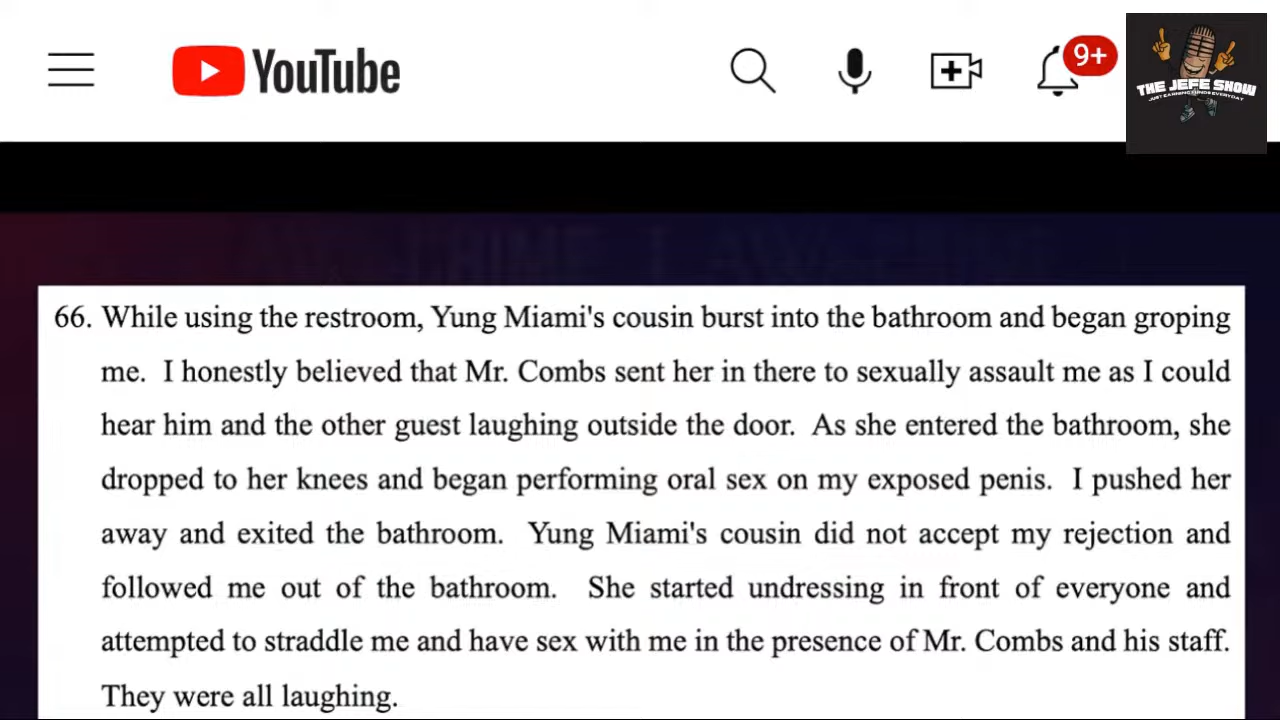 YouTube
9+
THE JEFE SHOW
JUST EARNING FUNDS EVERYDAY
66. While using the restroom, Yung Miami's cousin burst into the bathroom and began groping
me. I honestly believed that Mr. Combs sent her in there to sexually assault me as I could
hear him and the other guest laughing outside the door. As she entered the bathroom, she
dropped to her knees and began performing oral sex on my exposed penis. I pushed her
away and exited the bathroom. Yung Miami's cousin did not accept my rejection and
followed me out of the bathroom. She started undressing in front of everyone and
attempted to straddle me and have sex with me in the presence of Mr. Combs and his staff.
They were all laughing.